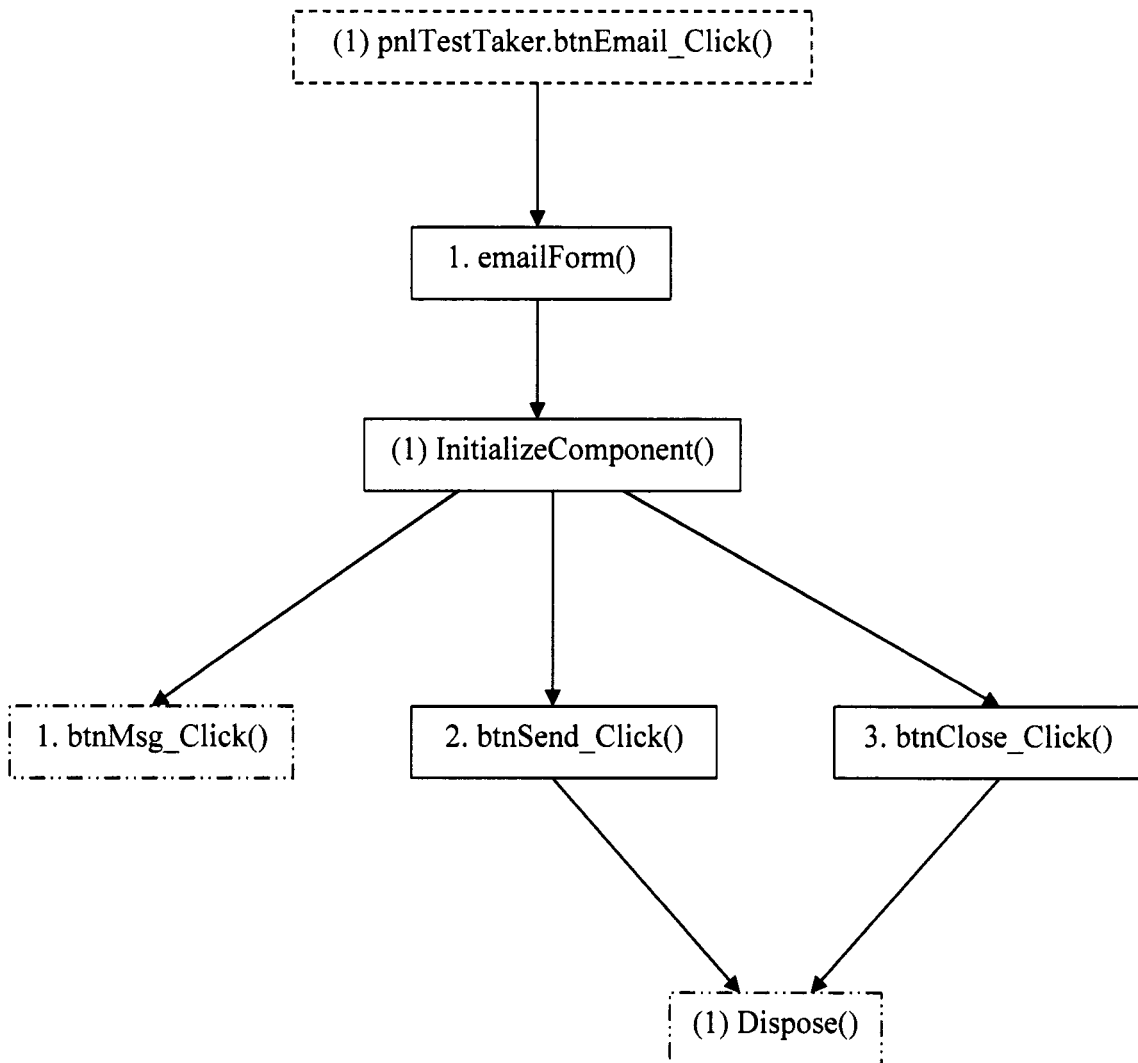 (1) pnlTestTaker.btnEmail_Click()
1. emailForm()
(1) InitializeComponent()
1. btnMsg_Click()
2. btnSend_Click()
3. btnClose_Click()
(1) Dispose()